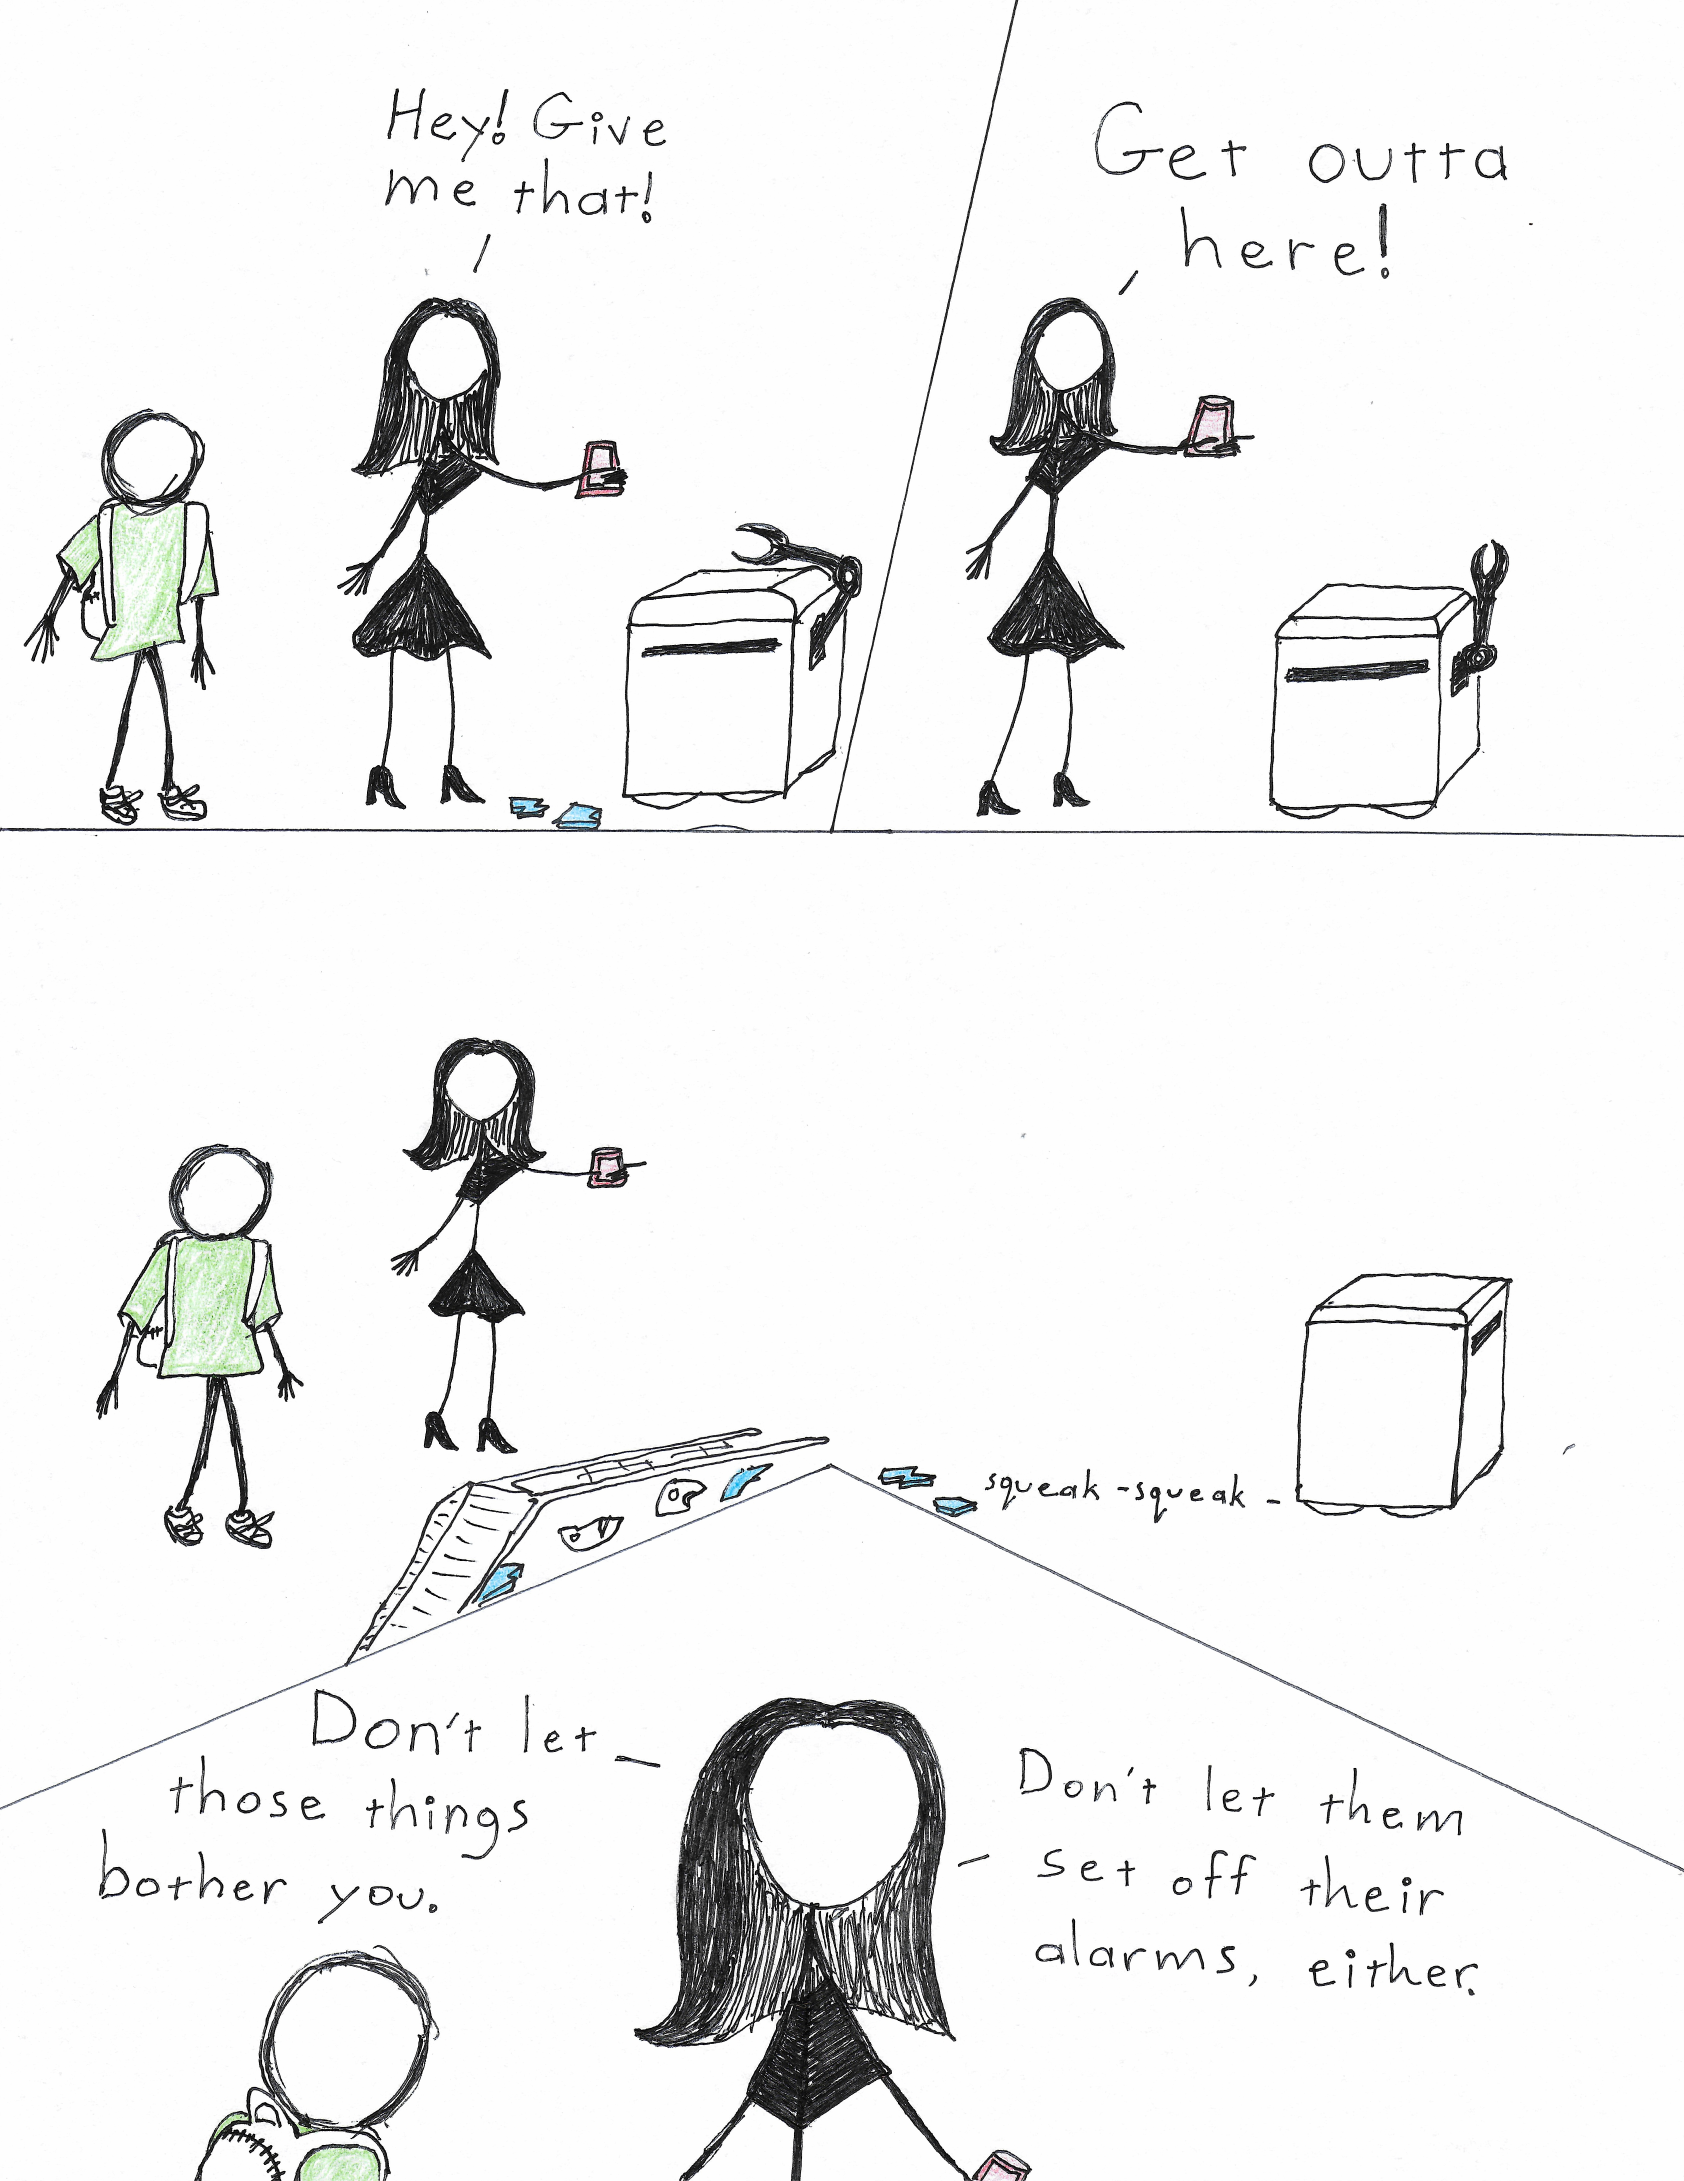 Hey! Give
me that!
Get outta
here!
squeak-squeak
Don't let
those things
bother you.
Don't let them
set off their
alarms, either.